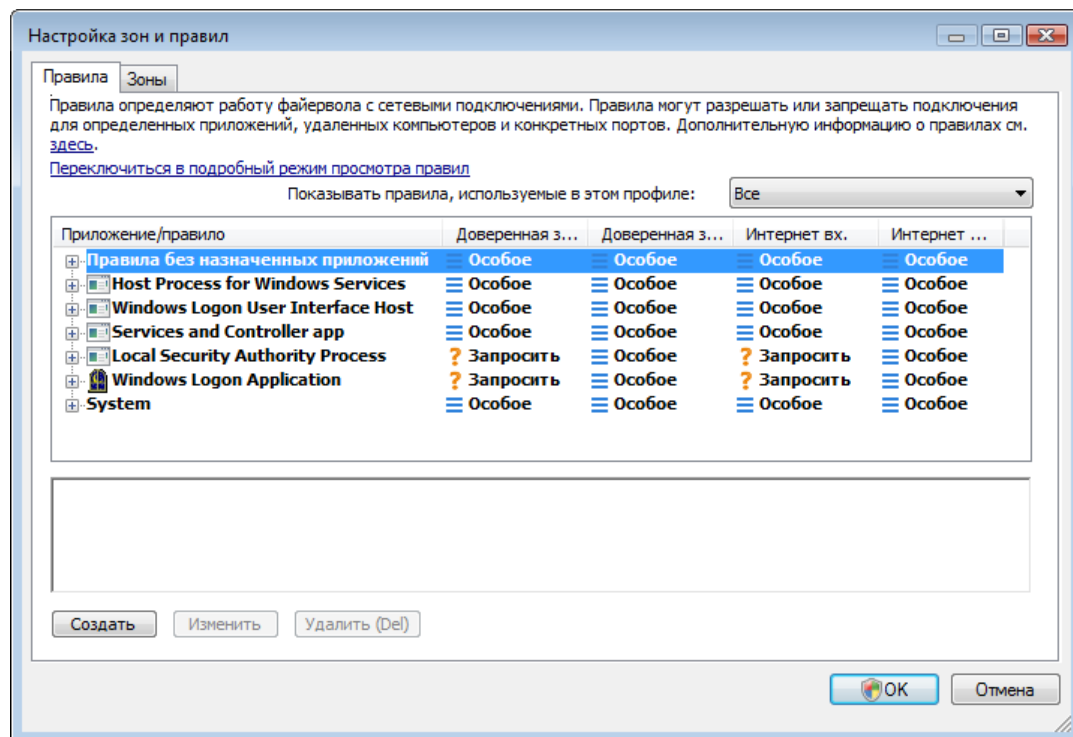 Настройка зон и правил
Правила Зоны
Правила определяют работу файервола с сетевыми подключениями. Правила могут разрешать или запрещать подключения
для определенных приложений, удаленных компьютеров и конкретных портов. Дополнительную информацию о правилах см.
здесь.
Переключиться в подробный режим просмотра правил
Показывать правила, используемые в этом профиле: Все
Приложение/правило Доверенная з... Доверенная з... Интернет вх. Интернет ...
Правила без назначенных приложений Особое Особое Особое Особое
Host Process for Windows Services Особое Особое Особое Особое
Windows Logon User Interface Host Особое Особое Особое Особое
Services and Controller app Особое Особое Особое Особое
Local Security Authority Process ? Запросить Особое ? Запросить Особое
Windows Logon Application ? Запросить Особое ? Запросить Особое
System Особое Особое Особое Особое
Создать Изменить Удалить (Del)
OK Отмена